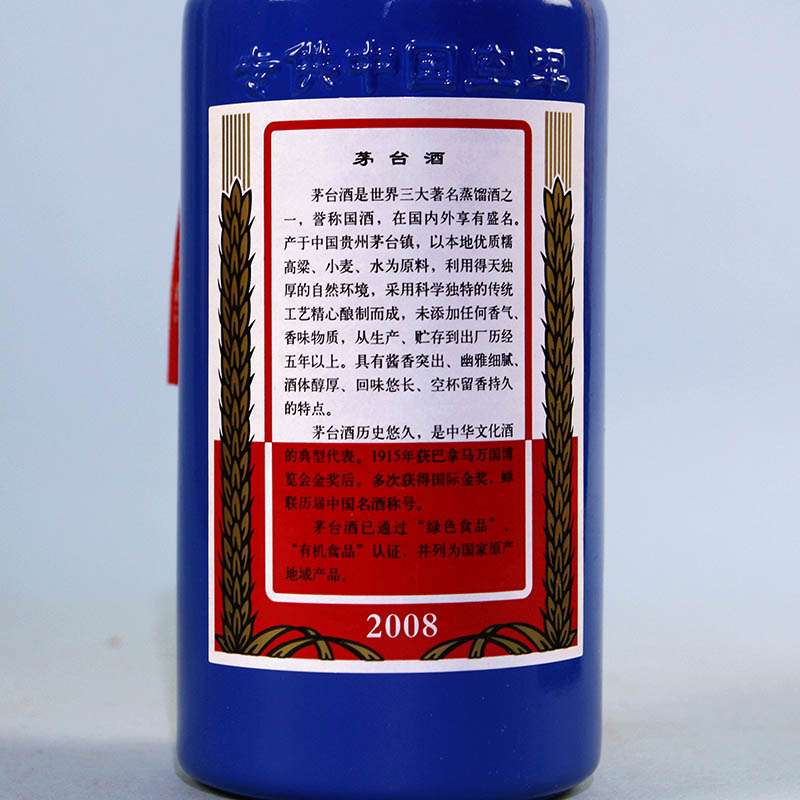 专供中国空军
茅台酒
茅台酒是世界三大著名蒸馏酒之
一，誉称国酒，在国内外享有盛名。
产于中国贵州茅台镇，以本地优质糯
高粱、小麦、水为原料，利用得天独
厚的自然环境，采用科学独特的传统
工艺精心酿制而成，未添加任何香气、
香味物质，从生产、贮存到出厂历经
五年以上。具有酱香突出、幽雅细腻、
酒体醇厚、回味悠长、空杯留香持久
的特点。
茅台酒历史悠久，是中华文化酒
的典型代表。1915年获巴拿马万国博
览会金奖后，多次获得国际金奖，蝉
联历届中国名酒称号。
茅台酒已通过“绿色食品”、
“有机食品”认证，并列为国家原产
地域产品。
2008